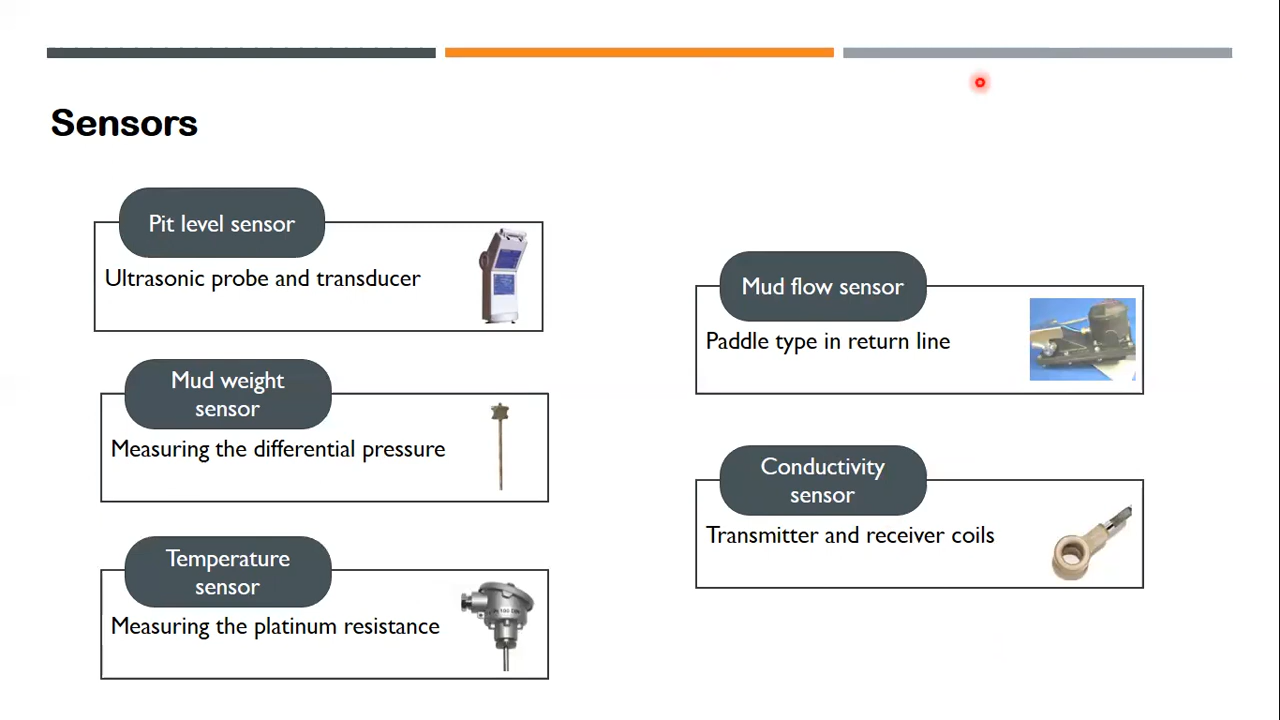 Sensors
Pit level sensor
Ultrasonic probe and transducer
Mud weight
sensor
Measuring the differential pressure
Temperature
sensor
Measuring the platinum resistance
Mud flow sensor
Paddle type in return line
Conductivity
sensor
Transmitter and receiver coils